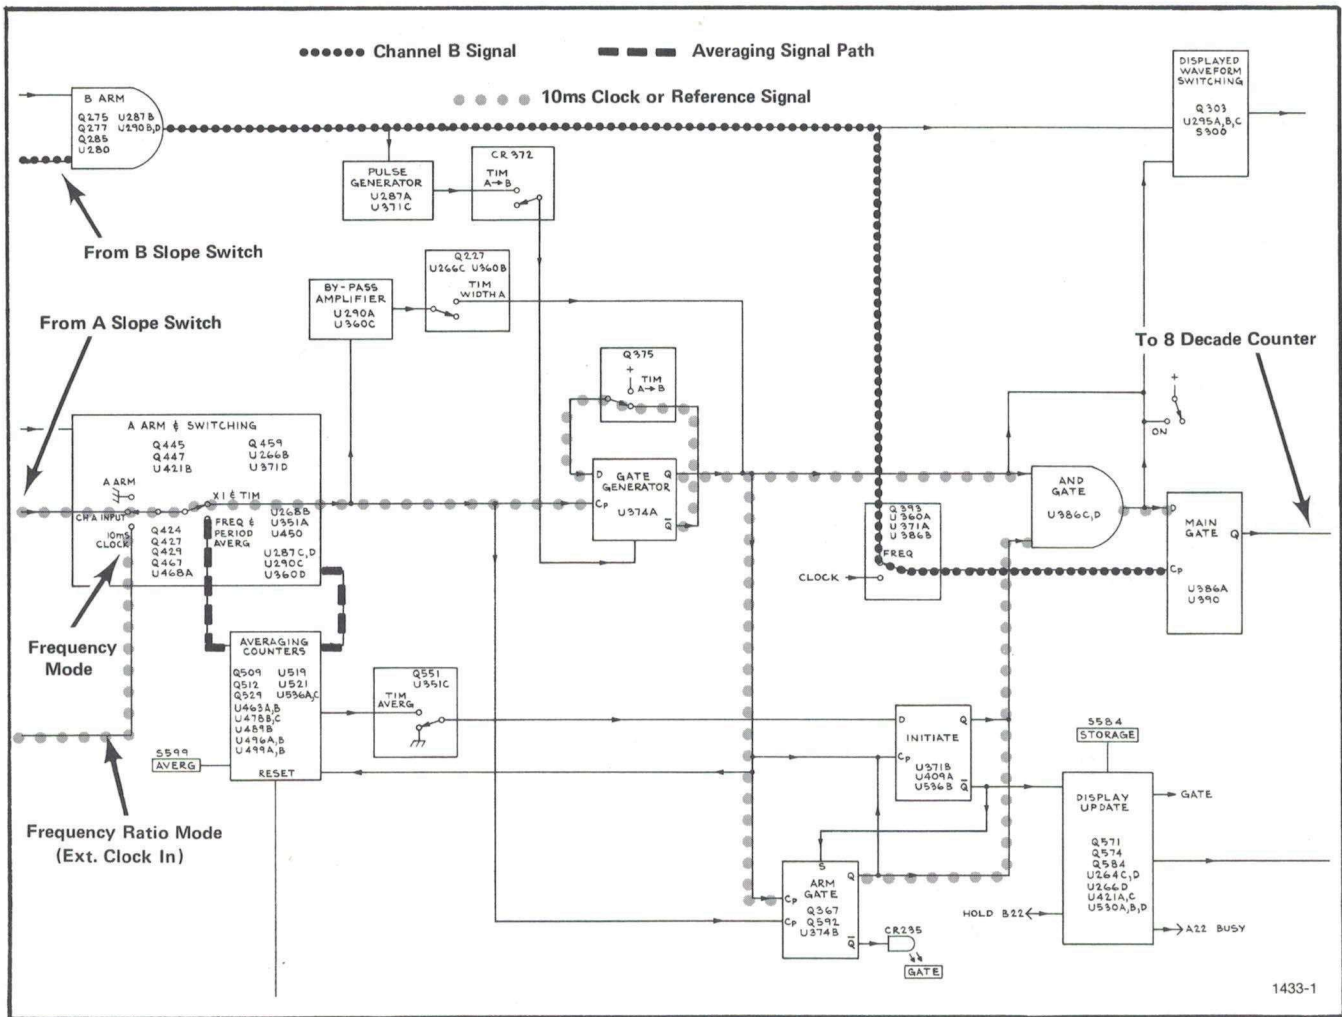 Channel B Signal
Averaging Signal Path
10ms Clock or Reference Signal
DISPLAYED
WAVEFORM
SWITCHING
Q303
U295A,B,C
S300
B ARM
Q275 U287B
Q277 U290B,D
Q285
U280
From B Slope Switch
PULSE
GENERATOR
U287A
U371C
CR372
TIM
A→B
Q227
U266C U360B
TIM
WIDTH A
BY-PASS
AMPLIFIER
U290A
U360C
From A Slope Switch
To 8 Decade Counter
Q375
+
TIM
A→B
+
ON
A ARM & SWITCHING
Q445 Q459
Q447 U266B
U421B U371D
A ARM
X1 & TIM
CH A INPUT
10ms
CLOCK
Q424
Q427
Q429
Q467
U468A
FREQ &
PERIOD
AVERG
U268B
U351A
U450
U287C,D
U290C
U360D
D GATE Q
GENERATOR
Cp
U374A
Q̅
AND
GATE
U386C,D
Q393
U360A
U371A
U386B
FREQ
CLOCK
D
MAIN
GATE
Q
Cp
U386A
U390
Frequency
Mode
AVERAGING
COUNTERS
Q509 U519
Q512 U521
Q529 U536A,C
U463A,B
U478B,C
U489B
U496A,B
U499A,B
RESET
S599
AVERG
Q551
U351C
TIM
AVERG
D Q
INITIATE
Cp
U371B
U409A
U536B Q̅
S584
STORAGE
DISPLAY
UPDATE
Q571
Q574
Q584
U264C,D
U266D
U421A,C
U530A,B,D
GATE
HOLD B22
A22 BUSY
Frequency Ratio Mode
(Ext. Clock In)
S
ARM Q
GATE
Cp
Cp
Q367
Q592
U374B
Q̅
CR235
GATE
1433-1